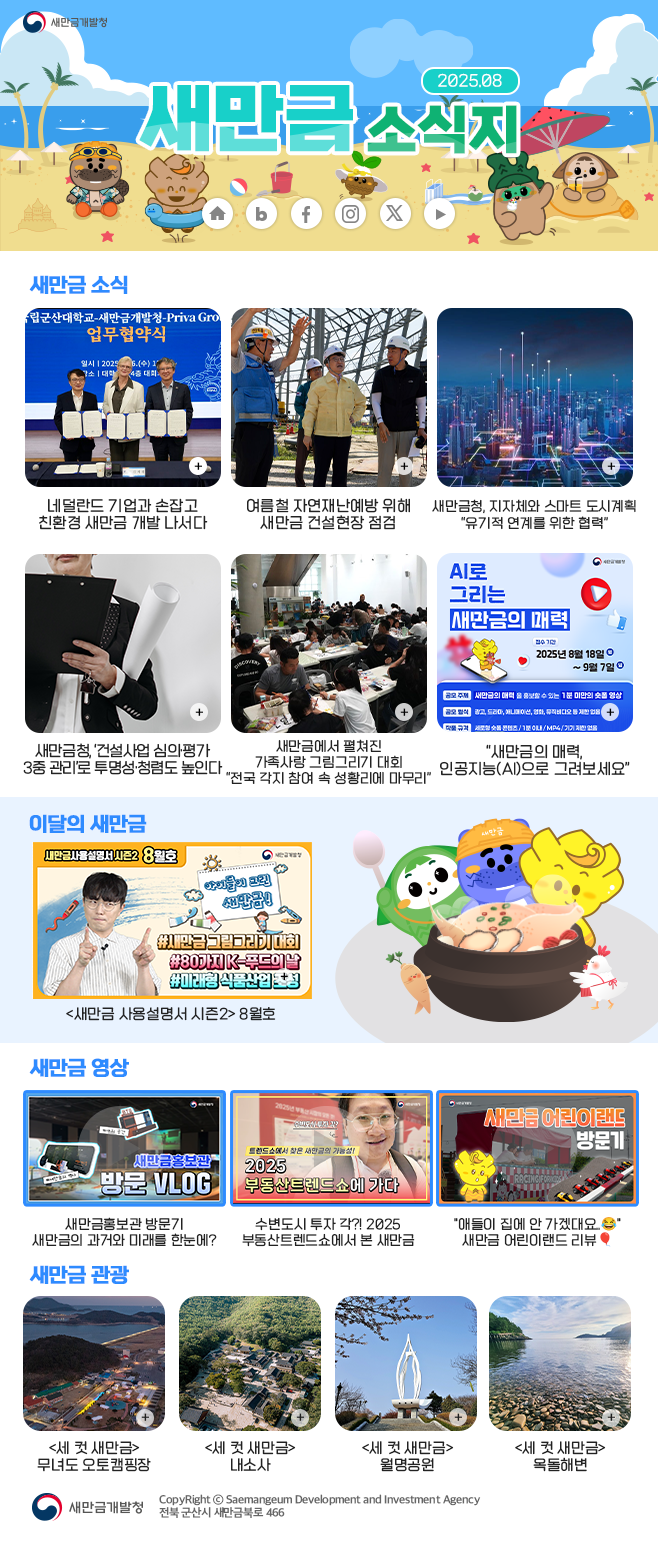 새만금개발청
2025.08
새만금 소식지
새만금 소식
국립군산대학교-새만금개발청-Priva Gro
업무협약식
네덜란드 기업과 손잡고
친환경 새만금 개발 나서다
여름철 자연재난예방 위해
새만금 건설현장 점검
새만금청, 지자체와 스마트 도시계획
"유기적 연계를 위한 협력"
DISCOVERY
새만금개발청
AI로
그리는
새만금의 매력
접수 기간
2025년 8월 18일 월
~ 9월 7일 일
공모 주제 새만금의 매력 을 홍보할 수 있는 1분 미만의 숏폼 영상
공모 형식 광고, 드라마, 애니메이션, 영화, 뮤직비디오 등 제한 없음
작품 규격 세로형 숏폼 콘텐츠 / 1분 이내 / MP4 / 기기 제한 없음
새만금청, '건설사업 심의·평가
3중 관리'로 투명성·청렴도 높인다
새만금에서 펼쳐진
가족사랑 그림그리기 대회
"전국 각지 참여 속 성황리에 마무리"
"새만금의 매력,
인공지능(AI)으로 그려보세요"
이달의 새만금
새만금사용설명서 시즌2 8월호
새만금개발청
아이들이 그린
새만금!
#새만금 그림그리기 대회
#80가지 K-푸드의 날
#미래형 식품산업 조성
새만금
<새만금 사용설명서 시즌2> 8월호
새만금 영상
새만금홍보관
방문 VLOG
트렌드쇼에서 찾은 새만금의 가능성!
2025
부동산트렌드쇼에 가다
새만금 어린이랜드
방문기
새만금홍보관 방문기
새만금의 과거와 미래를 한눈에?
수변도시 투자 각?! 2025
부동산트렌드쇼에서 본 새만금
"애들이 집에 안 가겠대요..😂"
새만금 어린이랜드 리뷰🎈
새만금 관광
<세 컷 새만금>
무녀도 오토캠핑장
<세 컷 새만금>
내소사
<세 컷 새만금>
월명공원
<세 컷 새만금>
옥돌해변
새만금개발청
CopyRight ⓒ Saemangeum Development and Investment Agency
전북 군산시 새만금북로 466